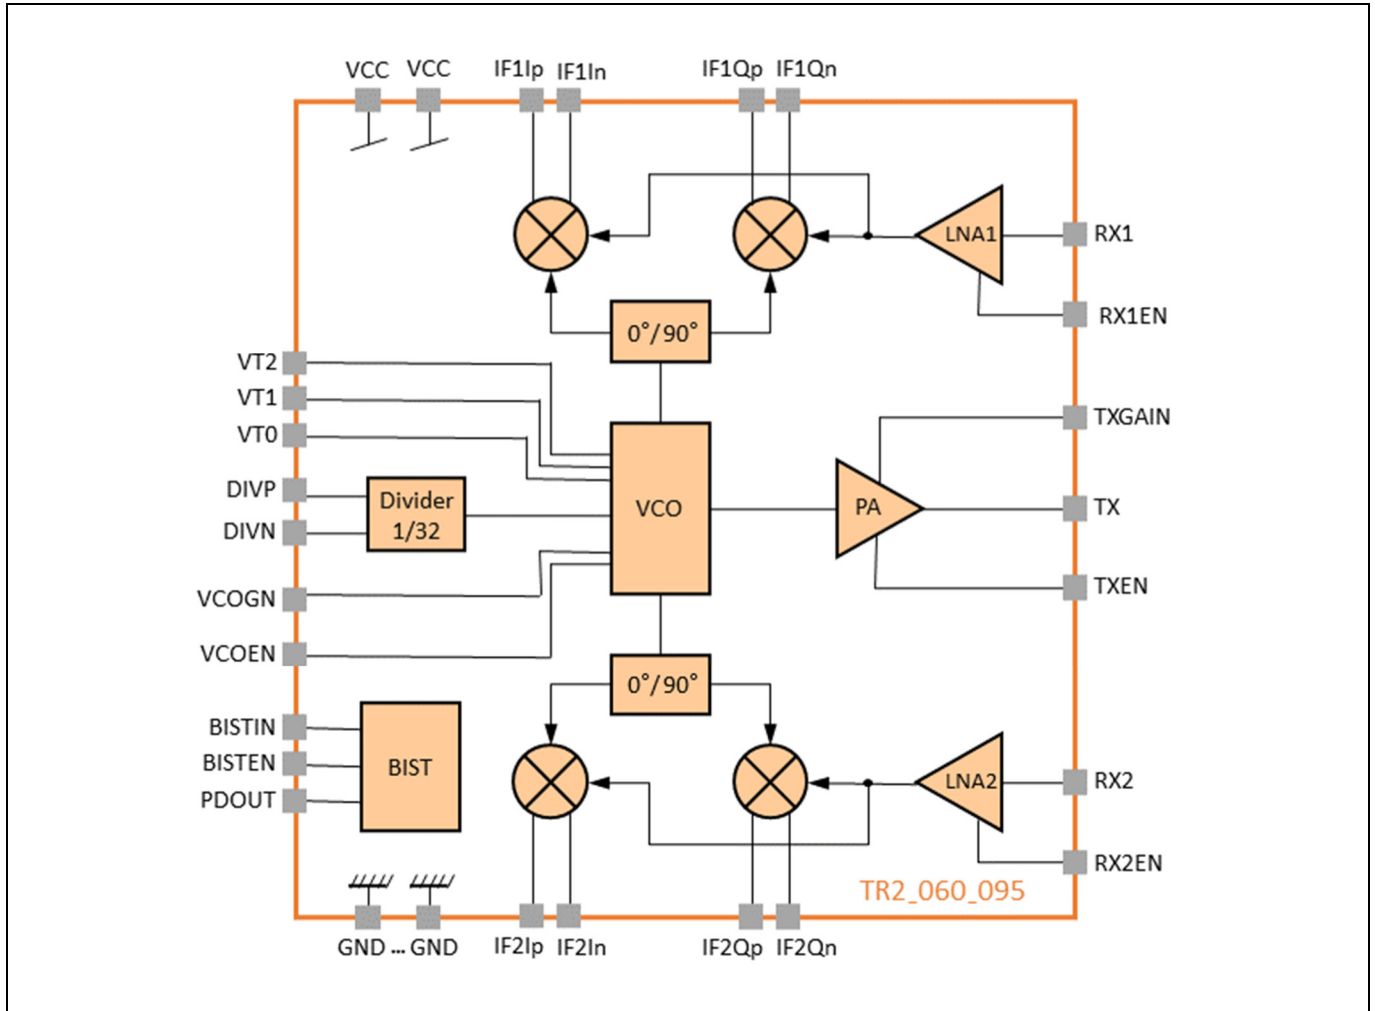 VCC VCC IF1Ip IF1In IF1Qp IF1Qn
LNA1 RX1
RX1EN
0°/90°
VT2
VT1
VT0
TXGAIN
DIVP
DIVN
Divider
1/32
VCO
PA
TX
VCOGN
TXEN
VCOEN
0°/90°
BISTIN
BISTEN
PDOUT
BIST
LNA2 RX2
RX2EN
TR2_060_095
GND ... GND IF2Ip IF2In IF2Qp IF2Qn